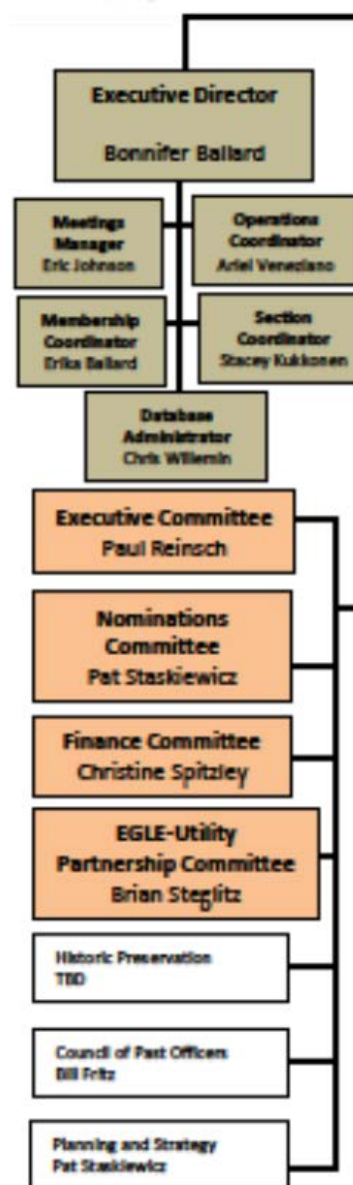 Executive Director
Bonnifer Ballard
Meetings
Manager
Eric Johnson
Operations
Coordinator
Ariel Veneziano
Membership
Coordinator
Erika Ballard
Section
Coordinator
Stacey Kukkonen
Database
Administrator
Chris Willemin
Executive Committee
Paul Reinsch
Nominations
Committee
Pat Staskiewicz
Finance Committee
Christine Spitzley
EGLE-Utility
Partnership Committee
Brian Steglitz
Historic Preservation
TBD
Council of Past Officers
Bill Fritz
Planning and Strategy
Pat Staskiewicz